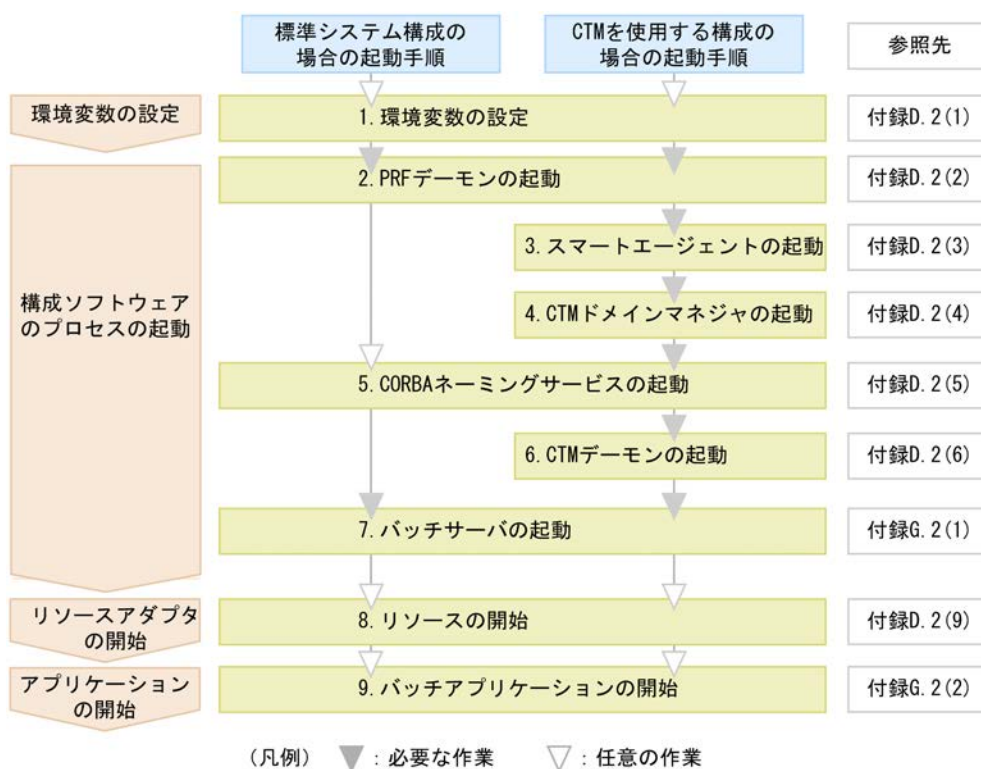 標準システム構成の
場合の起動手順
CTMを使用する構成の
場合の起動手順
参照先
環境変数の設定
1.環境変数の設定
付録D.2(1)
2.PRFデーモンの起動
付録D.2(2)
3.スマートエージェントの起動
付録D.2(3)
構成ソフトウェア
のプロセスの起動
4.CTMドメインマネジャの起動
付録D.2(4)
5.CORBAネーミングサービスの起動
付録D.2(5)
6.CTMデーモンの起動
付録D.2(6)
7.バッチサーバの起動
付録G.2(1)
リソースアダプタ
の開始
8.リソースの開始
付録D.2(9)
アプリケーション
の開始
9.バッチアプリケーションの開始
付録G.2(2)
(凡例) ▼:必要な作業 ▽:任意の作業